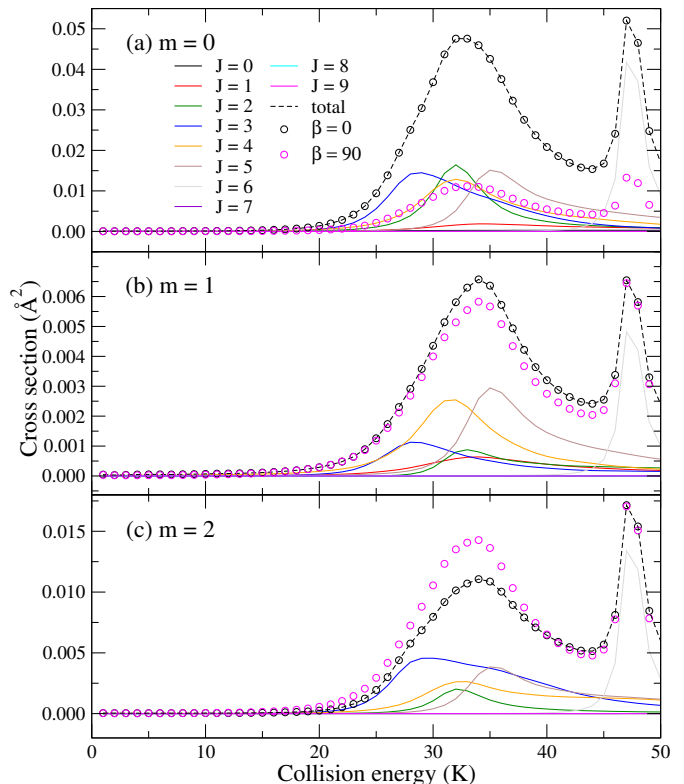 (a) m = 0
J = 0
J = 1
J = 2
J = 3
J = 4
J = 5
J = 6
J = 7
J = 8
J = 9
total
β = 0
β = 90
0.05
0.04
0.03
0.02
0.01
0.00
(b) m = 1
0.006
0.005
0.004
0.003
0.002
0.001
0.000
Cross section (Å²)
(c) m = 2
0.015
0.010
0.005
0.000
0 10 20 30 40 50
Collision energy (K)